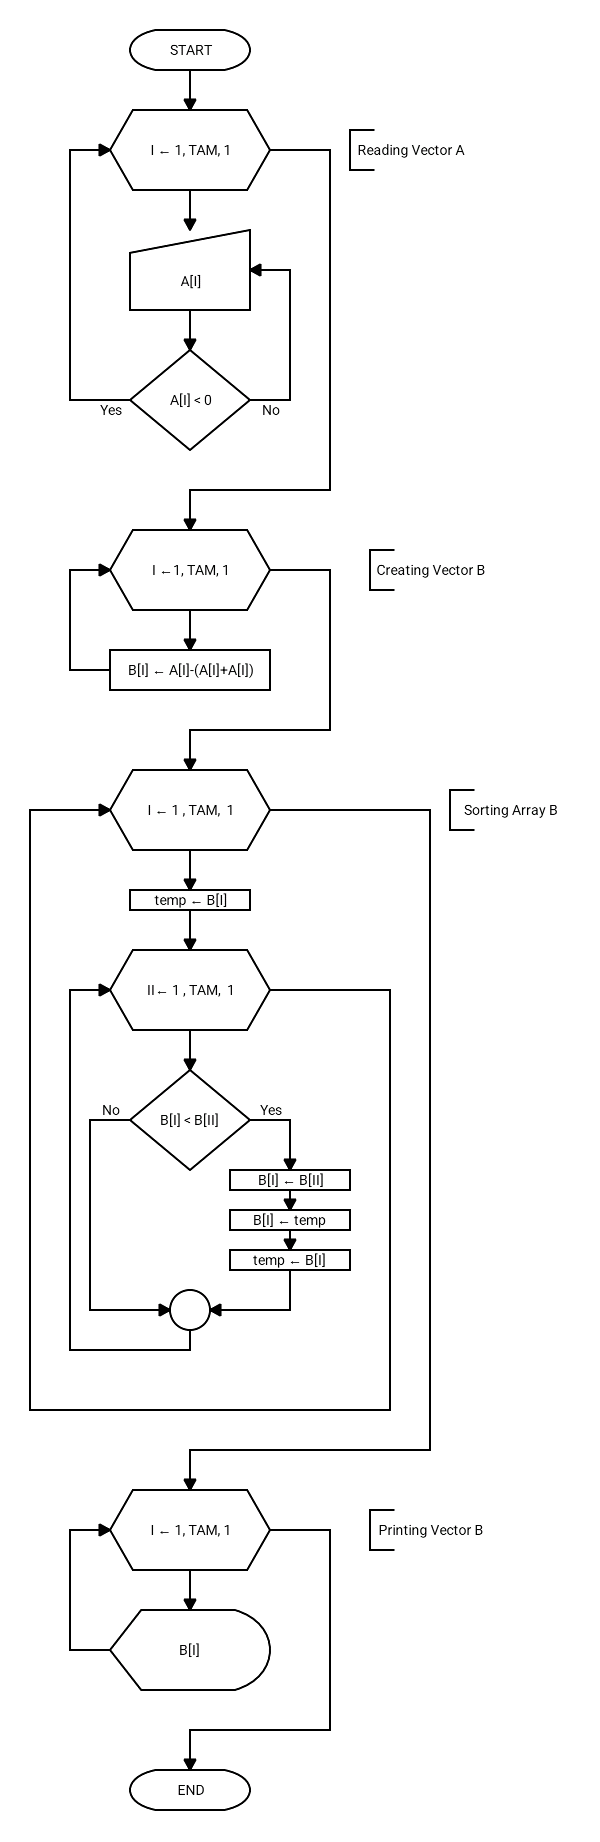 START
I ← 1, TAM, 1
Reading Vector A
A[I]
A[I] < 0
Yes
No
I ←1, TAM, 1
Creating Vector B
B[I] ← A[I]-(A[I]+A[I])
I ← 1 , TAM, 1
Sorting Array B
temp ← B[I]
II← 1 , TAM, 1
No
Yes
B[I] < B[II]
B[I] ← B[II]
B[I] ← temp
temp ← B[I]
I ← 1, TAM, 1
Printing Vector B
B[I]
END